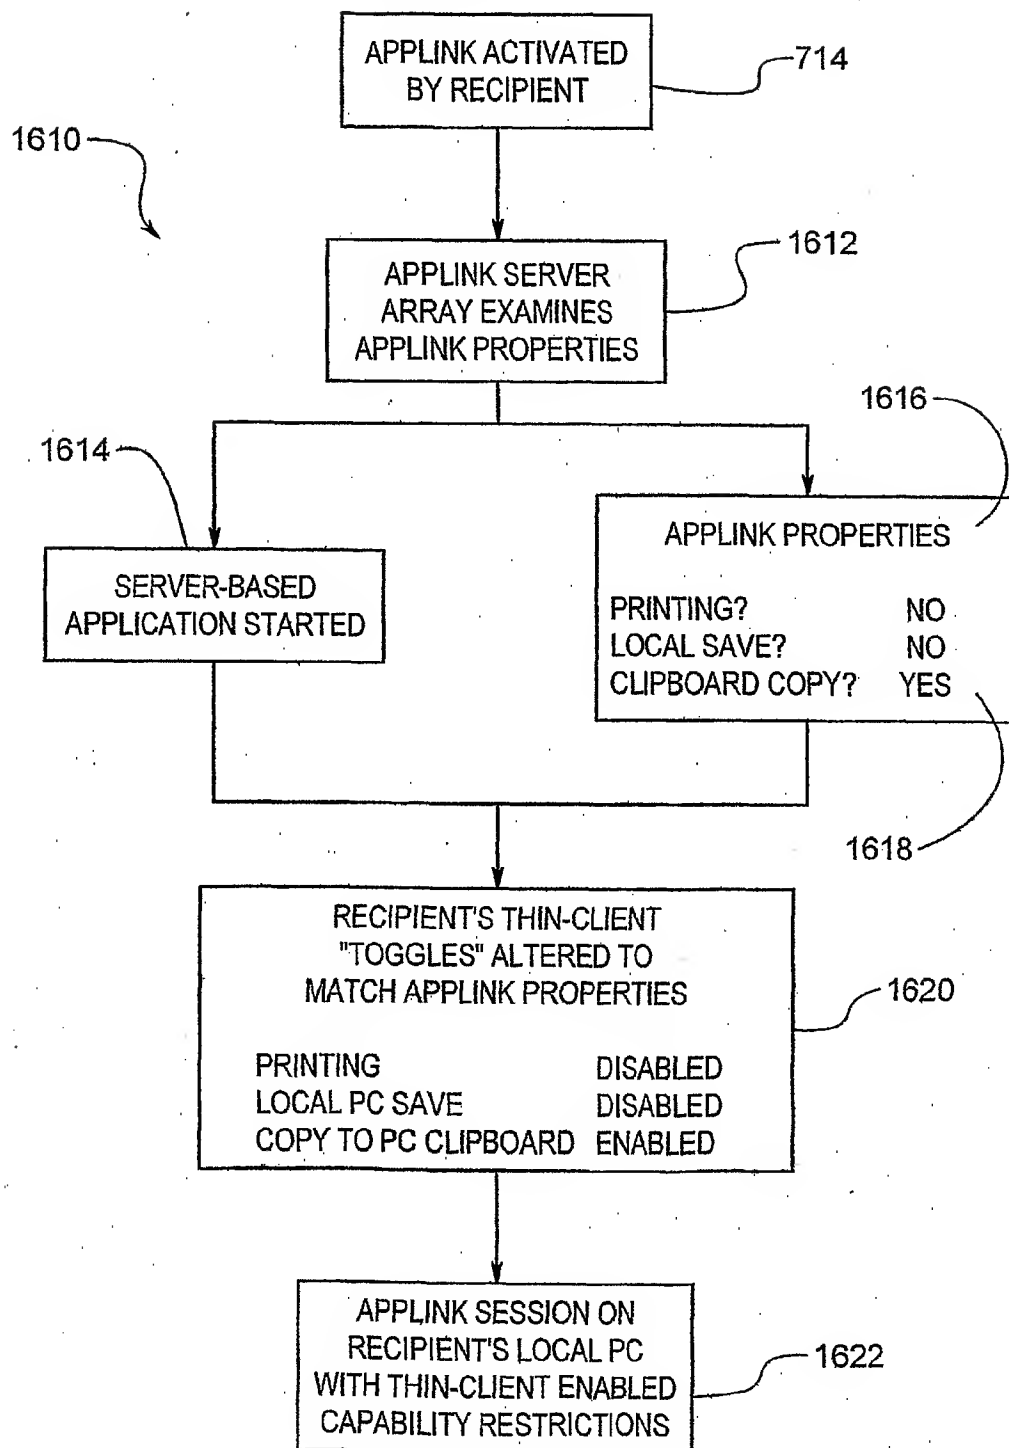 APPLINK ACTIVATED
BY RECIPIENT
714
1610
APPLINK SERVER
ARRAY EXAMINES
APPLINK PROPERTIES
1612
1614
1616
SERVER-BASED
APPLICATION STARTED
APPLINK PROPERTIES
PRINTING? NO
LOCAL SAVE? NO
CLIPBOARD COPY? YES
1618
RECIPIENT'S THIN-CLIENT
"TOGGLES" ALTERED TO
MATCH APPLINK PROPERTIES
1620
PRINTING DISABLED
LOCAL PC SAVE DISABLED
COPY TO PC CLIPBOARD ENABLED
APPLINK SESSION ON
RECIPIENT'S LOCAL PC
WITH THIN-CLIENT ENABLED
CAPABILITY RESTRICTIONS
1622